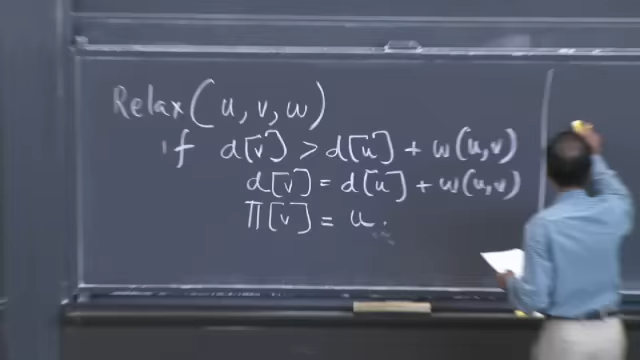 Relax(u, v, w)
if d[v] > d[u] + w(u,v)
d[v] = d[u] + w(u,v)
Π[v] = u.